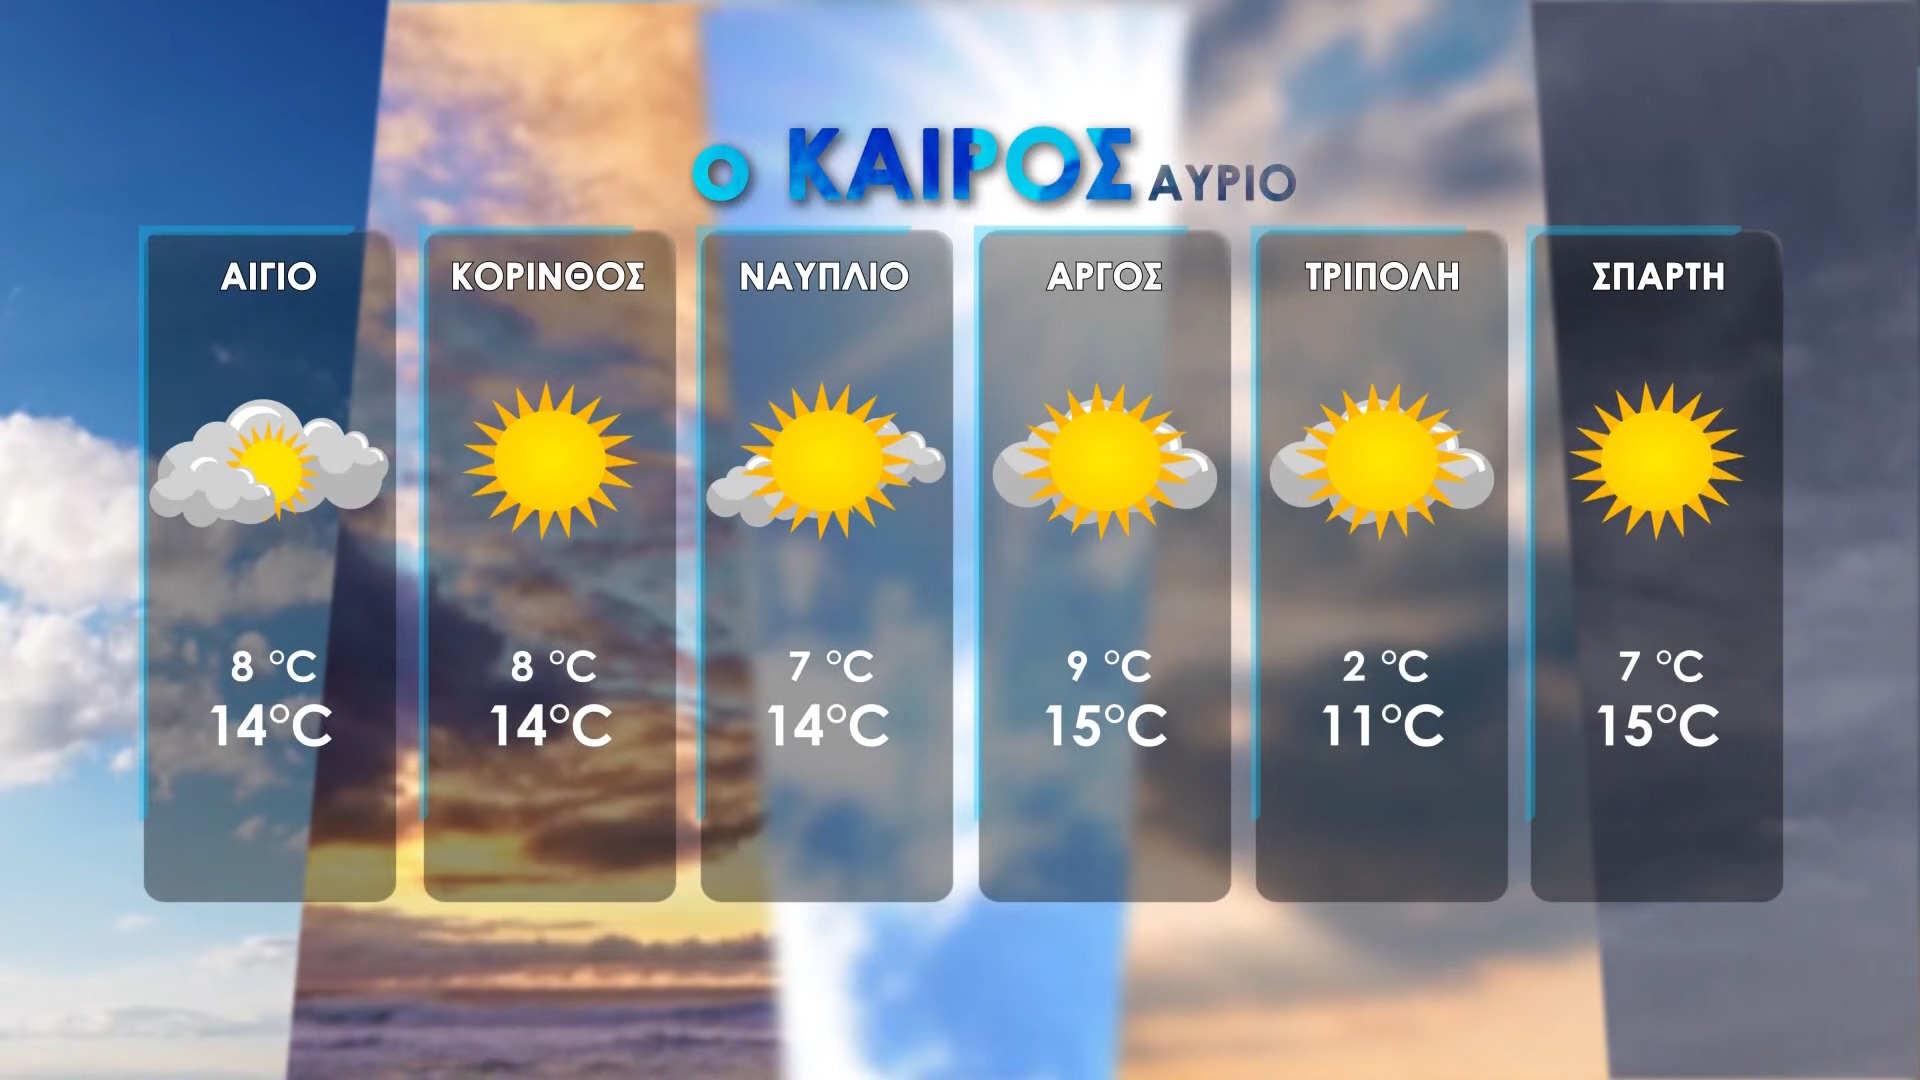 ο ΚΑΙΡΟΣ ΑΥΡΙΟ
ΑΙΓΙΟ
8 °C
14°C
ΚΟΡΙΝΘΟΣ
8 °C
14°C
ΝΑΥΠΛΙΟ
7 °C
14°C
ΑΡΓΟΣ
9 °C
15°C
ΤΡΙΠΟΛΗ
2 °C
11°C
ΣΠΑΡΤΗ
7 °C
15°C